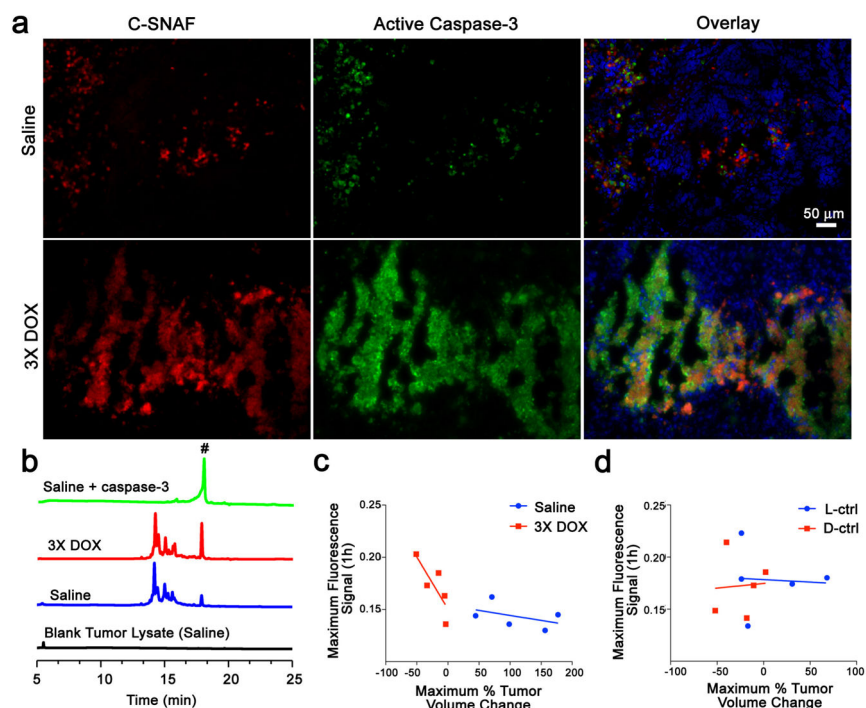 a
C-SNAF
Active Caspase-3
Overlay
Saline
50 μm
3X DOX
b
#
Saline + caspase-3
3X DOX
Saline
Blank Tumor Lysate (Saline)
5 10 15 20 25
Time (min)
c
Saline
3X DOX
0.25
0.20
0.15
Maximum Fluorescence
Signal (1h)
-100 -50 0 50 100 150 200
Maximum % Tumor
Volume Change
d
L-ctrl
D-ctrl
0.25
0.20
0.15
Maximum Fluorescence
Signal (1h)
-100 -50 0 50 100
Maximum % Tumor
Volume Change